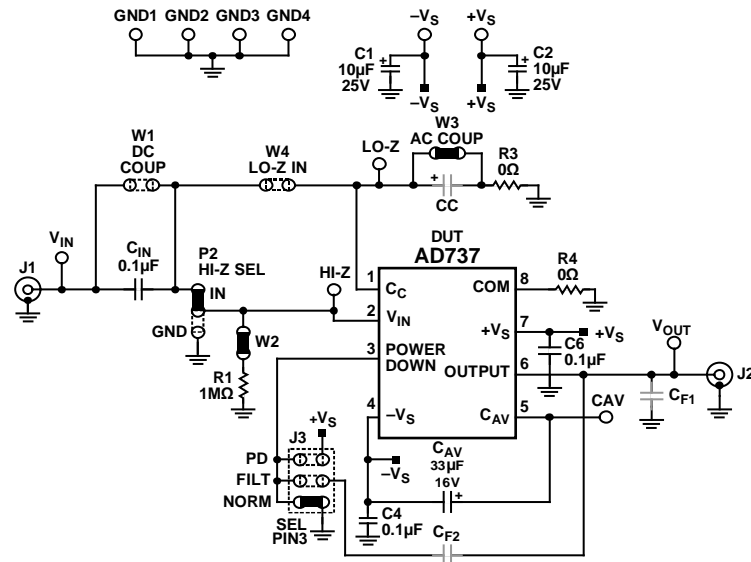 GND1 GND2 GND3 GND4
–VS +VS
C1
10µF
25V
C2
10µF
25V
–VS +VS
W1
DC
COUP
W4
LO-Z IN
LO-Z
W3
AC COUP
CC
R3
0Ω
VIN
J1
CIN
0.1µF
P2
HI-Z SEL
IN
GND
HI-Z
W2
R1
1MΩ
DUT
AD737
1 CC
2 VIN
3 POWER
DOWN
4 –VS
COM 8
+VS 7
OUTPUT 6
CAV 5
R4
0Ω
+VS
C6
0.1µF
VOUT
J2
CF1
CAV
–VS
CAV
33µF
16V
+
C4
0.1µF
CF2
+VS
J3
PD
FILT
NORM
SEL
PIN3